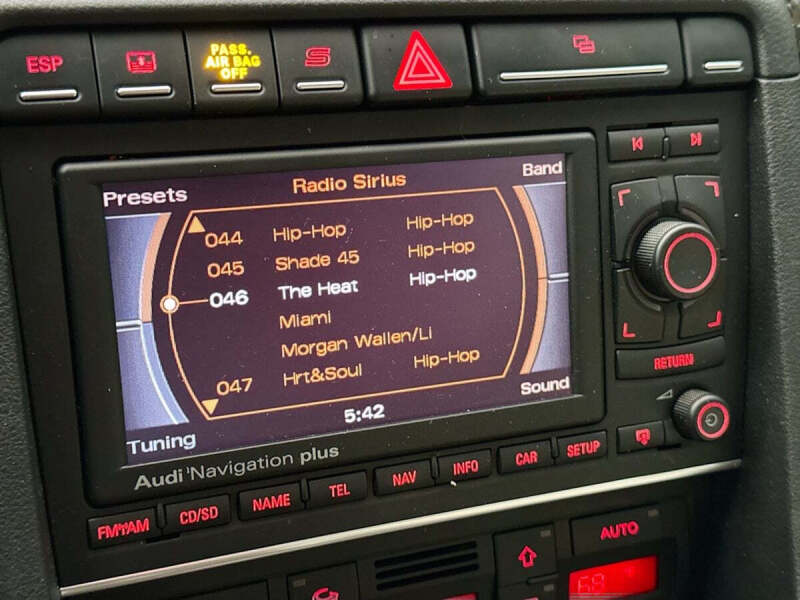 ESP
PASS.
AIR BAG
OFF
S
Presets
Radio Sirius
Band
044 Hip-Hop Hip-Hop
045 Shade 45 Hip-Hop
046 The Heat Hip-Hop
Miami
Morgan Wallen/Li
047 Hrt&Soul Hip-Hop
5:42
Tuning
Sound
Audi Navigation plus
RETURN
FM/AM CD/SD NAME TEL NAV INFO CAR SETUP
AUTO
68